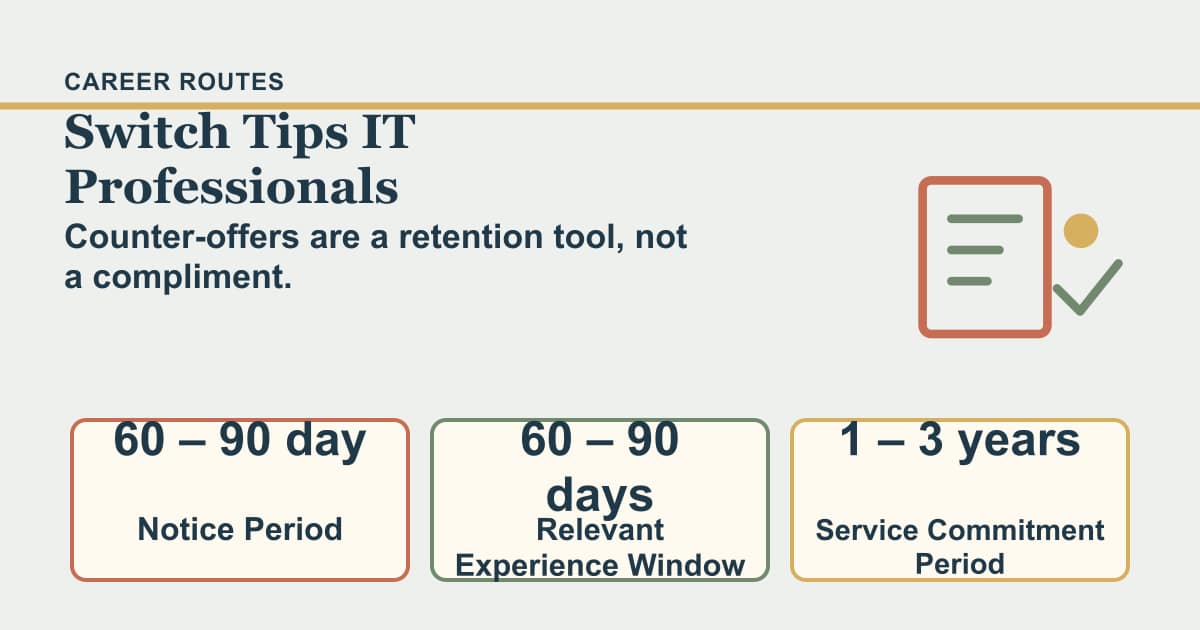 CAREER ROUTES
Switch Tips IT
Professionals
Counter-offers are a retention tool, not
a compliment.
60 – 90 day
Notice Period
60 – 90
days
Relevant
Experience Window
1 – 3 years
Service Commitment
Period